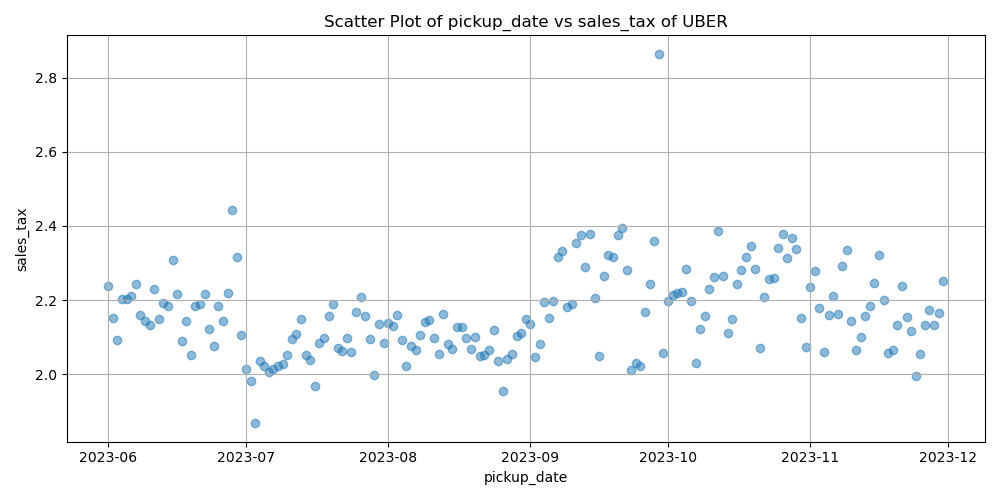 Scatter Plot of pickup_date vs sales_tax of UBER
sales_tax
2.8
2.6
2.4
2.2
2.0
2023-06 2023-07 2023-08 2023-09 2023-10 2023-11 2023-12
pickup_date